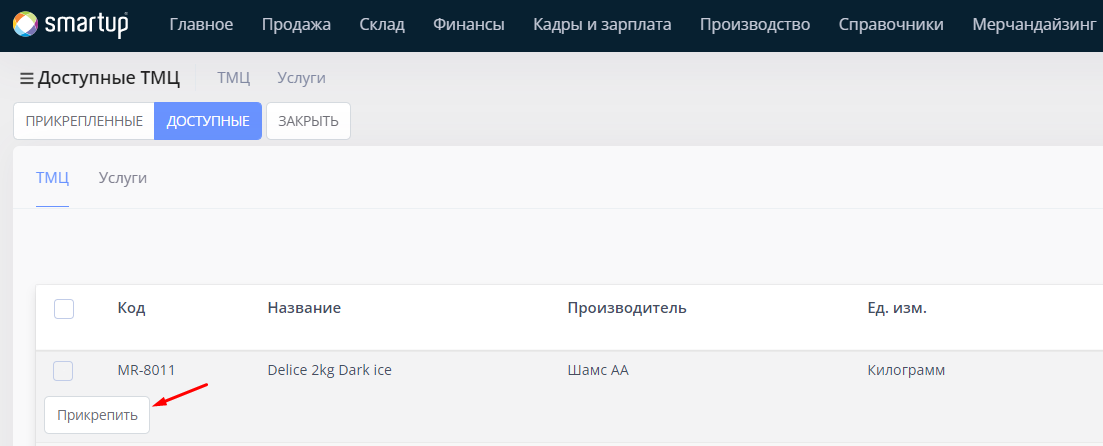 smartup Главное Продажа Склад Финансы Кадры и зарплата Производство Справочники Мерчандайзинг
Доступные ТМЦ ТМЦ Услуги
ПРИКРЕПЛЕННЫЕ ДОСТУПНЫЕ ЗАКРЫТЬ
ТМЦ Услуги
Код Название Производитель Ед. изм.
MR-8011 Delice 2kg Dark ice Шамс АА Килограмм
Прикрепить